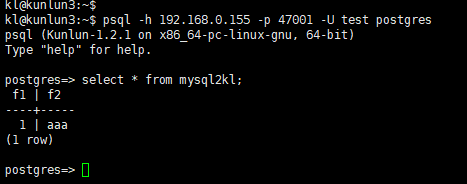 kl@kunlun3:~$
kl@kunlun3:~$ psql -h 192.168.0.155 -p 47001 -U test postgres
psql (Kunlun-1.2.1 on x86_64-pc-linux-gnu, 64-bit)
Type "help" for help.

postgres=> select * from mysql2kl;
 f1 | f2
----+-----
  1 | aaa
(1 row)

postgres=>